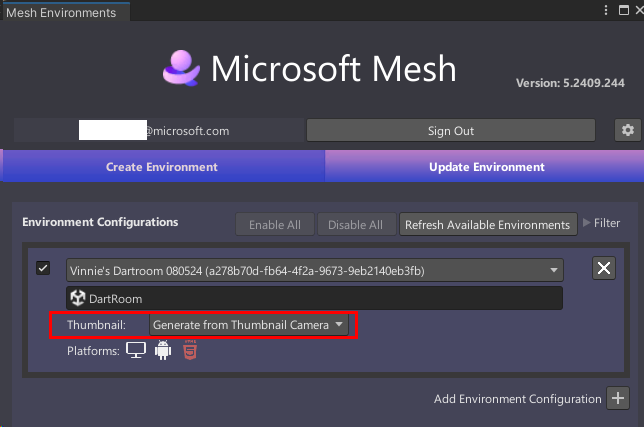 Mesh Environments
Microsoft Mesh
Version: 5.2409.244
@microsoft.com
Sign Out
Create Environment
Update Environment
Environment Configurations
Enable All
Disable All
Refresh Available Environments
Filter
Vinnie's Dartroom 080524 (a278b70d-fb64-4f2a-9673-9eb2140eb3fb)
DartRoom
Thumbnail:
Generate from Thumbnail Camera
Platforms:
Add Environment Configuration